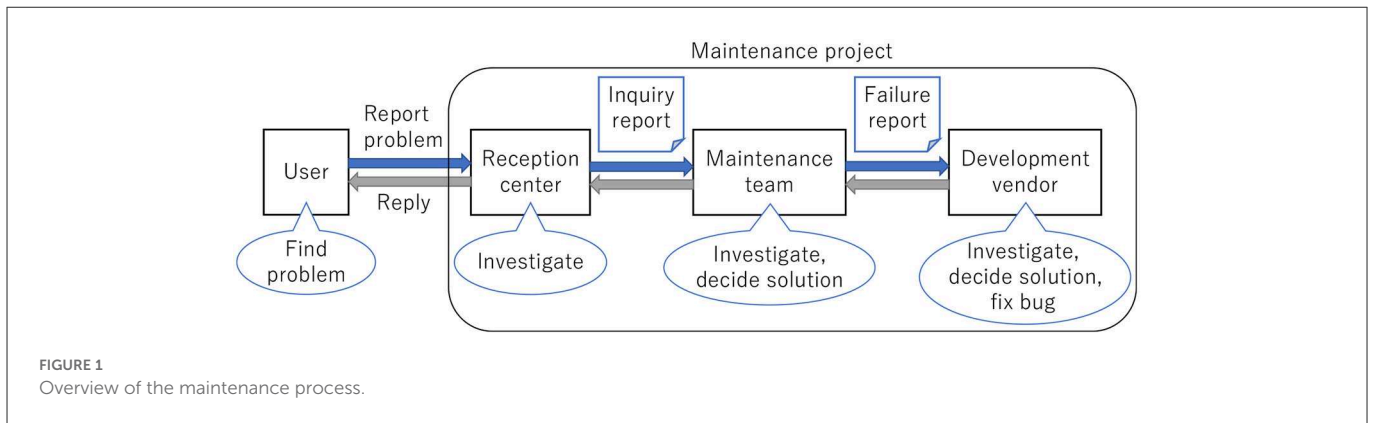 Maintenance project
Report
problem
Inquiry
report
Failure
report
User
Reception
center
Maintenance
team
Development
vendor
Reply
Find
problem
Investigate
Investigate,
decide solution
Investigate,
decide solution,
fix bug
FIGURE 1
Overview of the maintenance process.